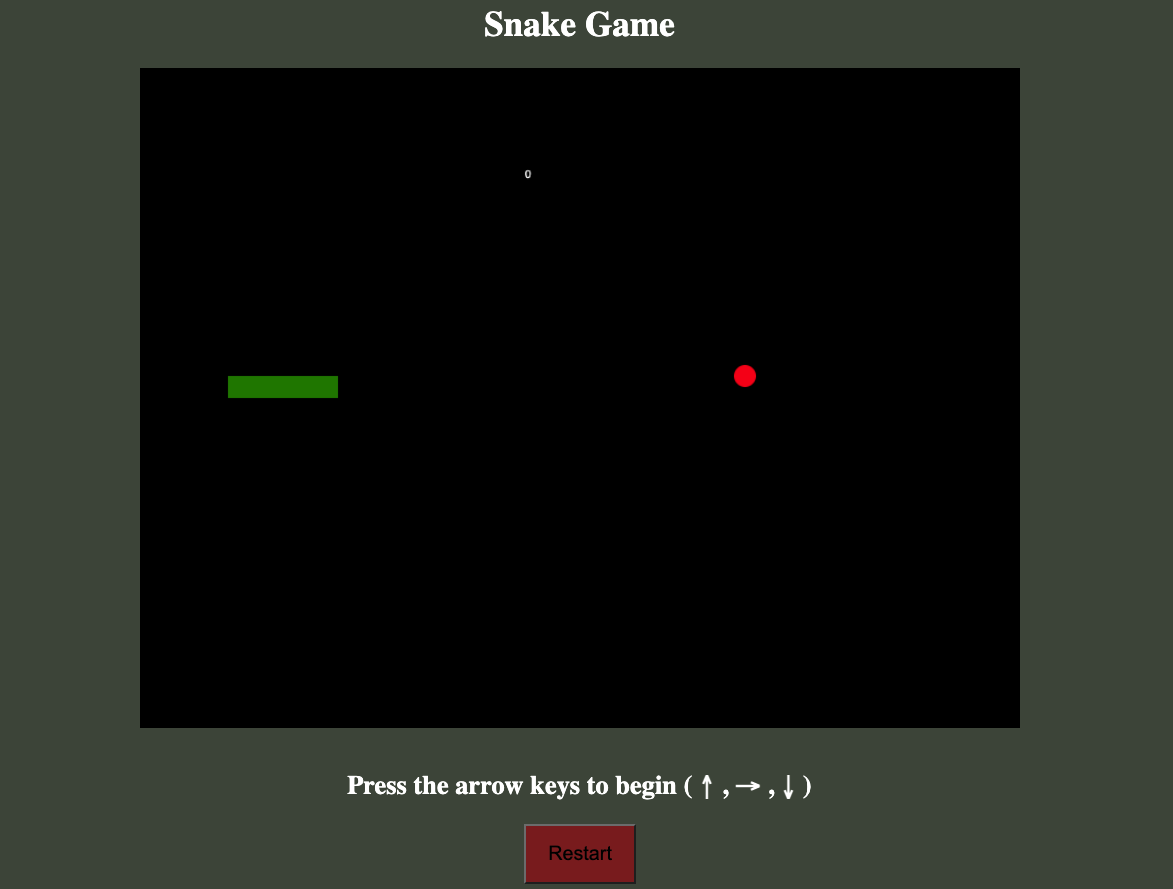 Snake Game
0
Press the arrow keys to begin ( ↑ , → , ↓ )
Restart